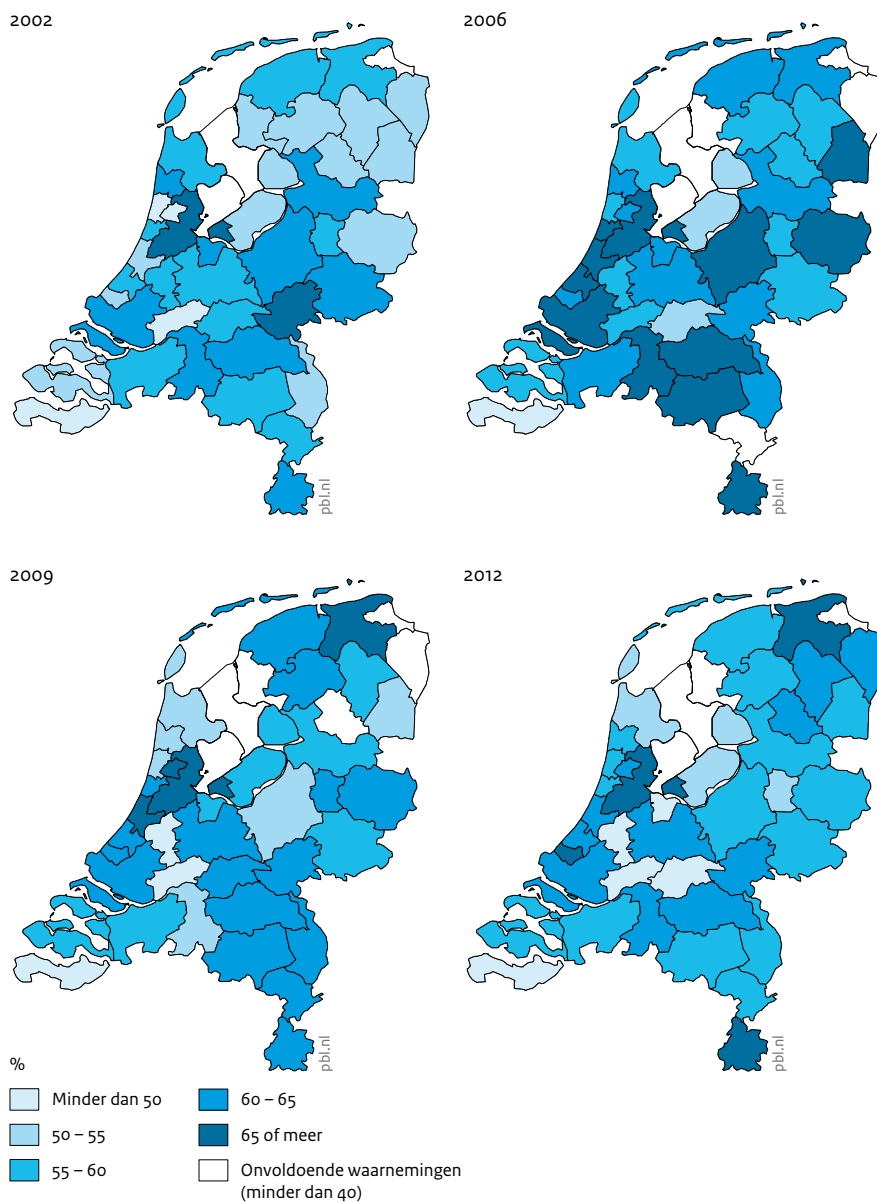 2002
2006
pbl.nl
pbl.nl
2009
2012
pbl.nl
pbl.nl
%
Minder dan 50
50 – 55
55 – 60
60 – 65
65 of meer
Onvoldoende waarnemingen
(minder dan 40)